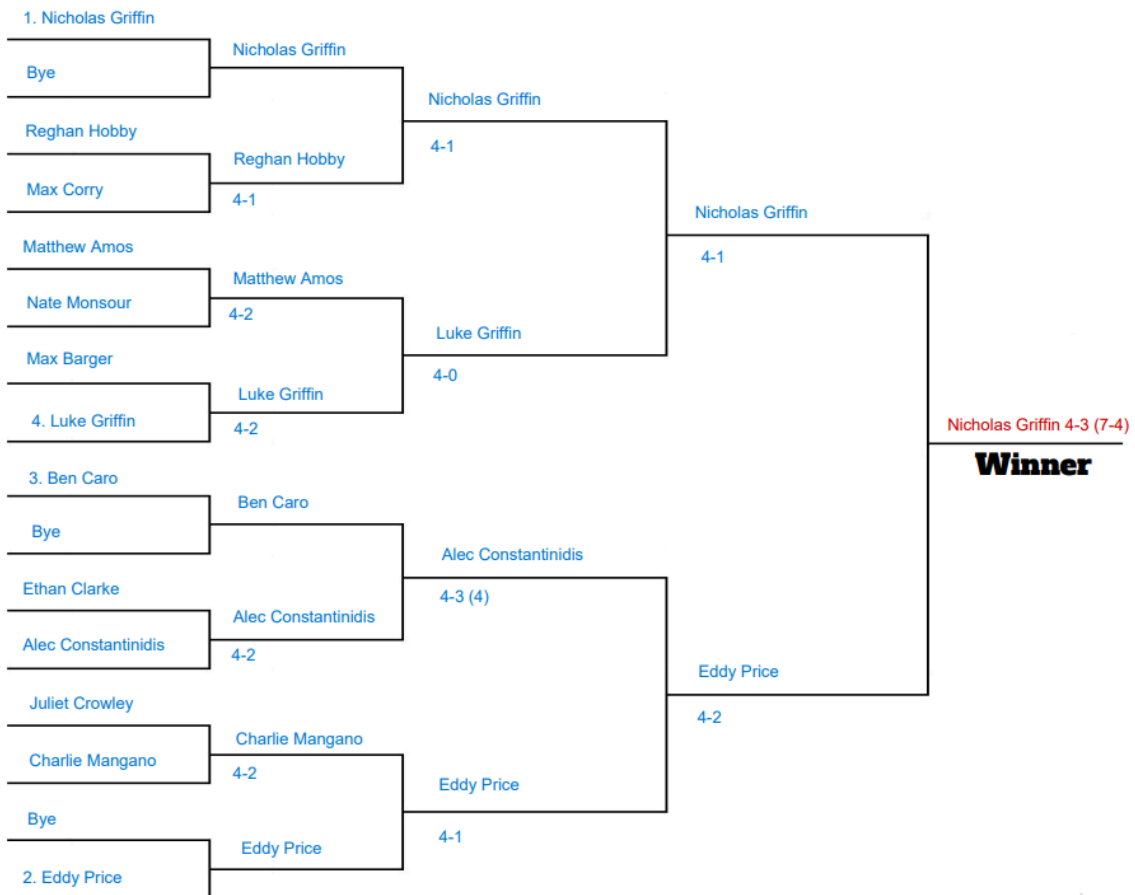 1. Nicholas Griffin
Bye
Reghan Hobby
Max Corry
Matthew Amos
Nate Monsour
Max Barger
4. Luke Griffin
3. Ben Caro
Bye
Ethan Clarke
Alec Constantinidis
Juliet Crowley
Charlie Mangano
Bye
2. Eddy Price
Nicholas Griffin
Reghan Hobby
4-1
Matthew Amos
4-2
Luke Griffin
4-2
Ben Caro
Alec Constantinidis
4-2
Charlie Mangano
4-2
Eddy Price
Nicholas Griffin
4-1
Luke Griffin
4-0
Alec Constantinidis
4-3 (4)
Eddy Price
4-1
Nicholas Griffin
4-1
Eddy Price
4-2
Nicholas Griffin 4-3 (7-4)
Winner